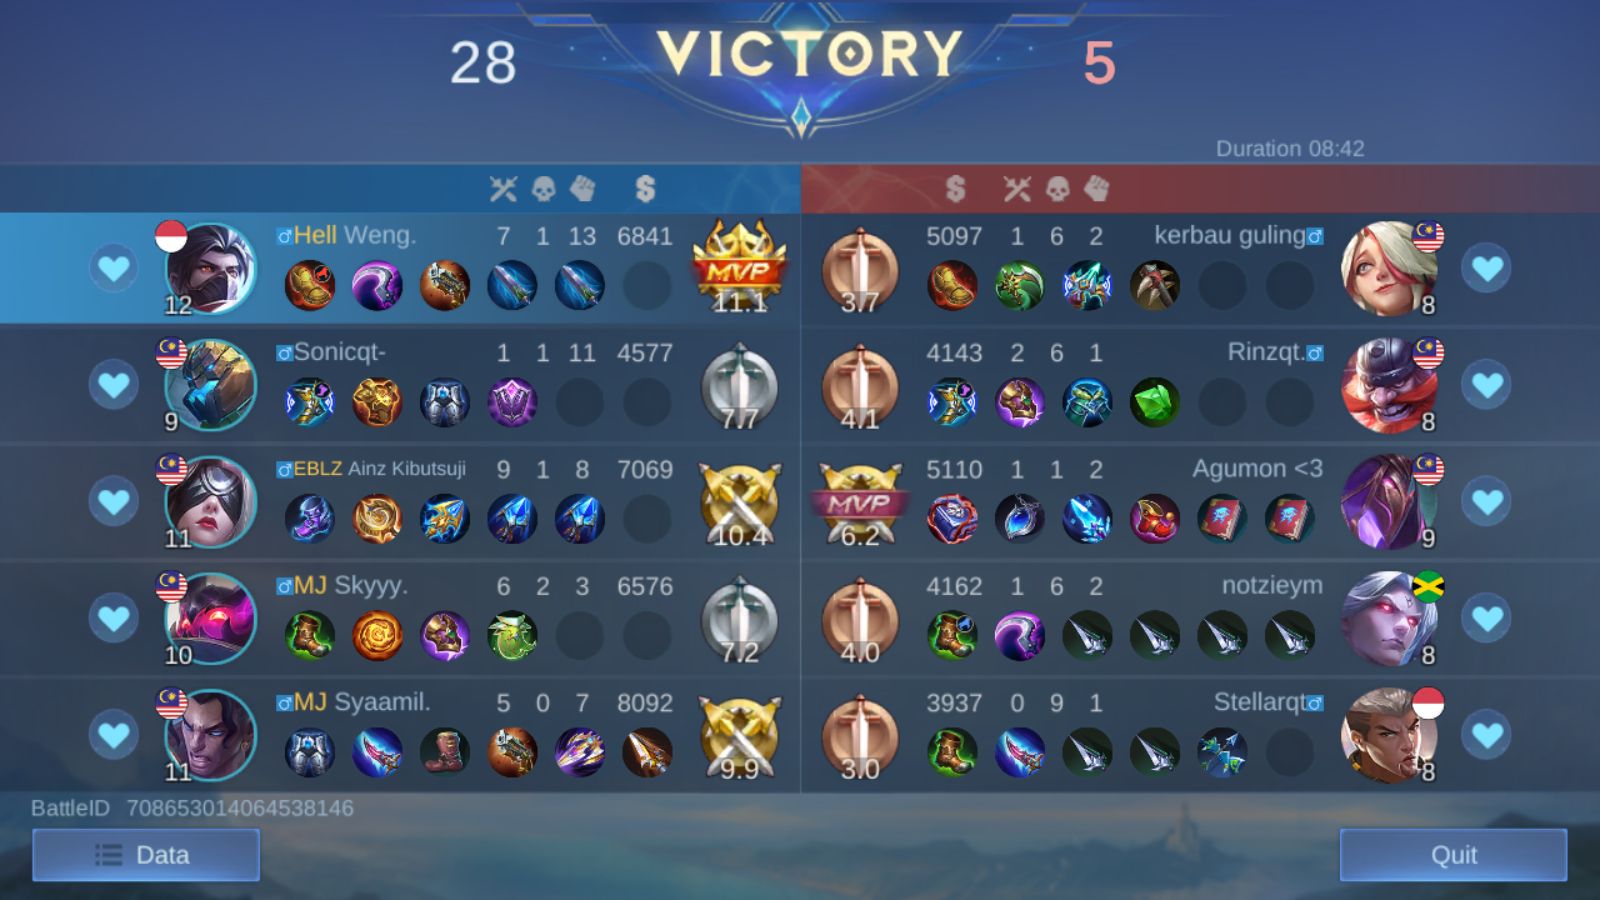 28 VICTORY 5
Duration 08:42
Hell Weng. 7 1 13 6841 MVP 11.1 12
3.7 5097 1 6 2 kerbau guling 8
Sonicqt- 1 1 11 4577 7.7 9
4.1 4143 2 6 1 Rinzqt. 8
EBLZ Ainz Kibutsuji 9 1 8 7069 10.4 11
MVP 6.2 5110 1 1 2 Agumon <3 9
MJ Skyyy. 6 2 3 6576 7.2 10
4.0 4162 1 6 2 notzieym 8
MJ Syaamil. 5 0 7 8092 9.9 11
3.0 3937 0 9 1 Stellarqt 8
BattleID 708653014064538146
Data
Quit